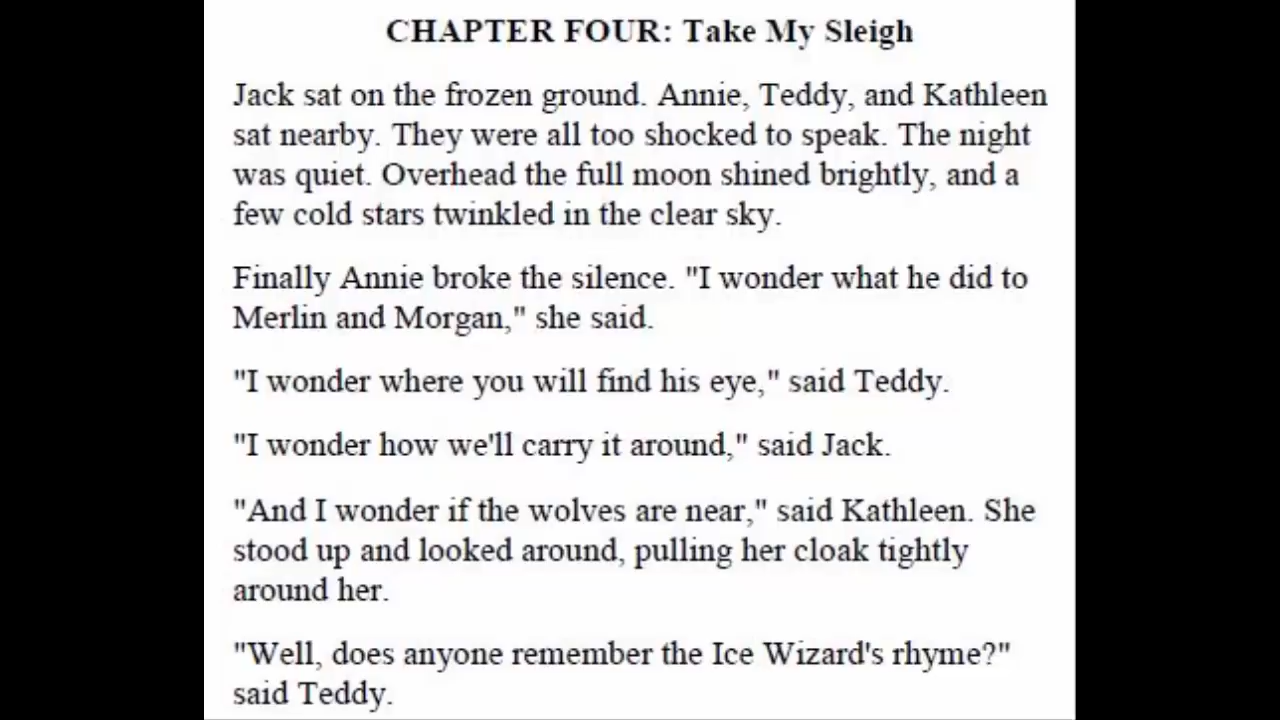 CHAPTER FOUR: Take My Sleigh
Jack sat on the frozen ground. Annie, Teddy, and Kathleen
sat nearby. They were all too shocked to speak. The night
was quiet. Overhead the full moon shined brightly, and a
few cold stars twinkled in the clear sky.
Finally Annie broke the silence. "I wonder what he did to
Merlin and Morgan," she said.
"I wonder where you will find his eye," said Teddy.
"I wonder how we'll carry it around," said Jack.
"And I wonder if the wolves are near," said Kathleen. She
stood up and looked around, pulling her cloak tightly
around her.
"Well, does anyone remember the Ice Wizard's rhyme?"
said Teddy.